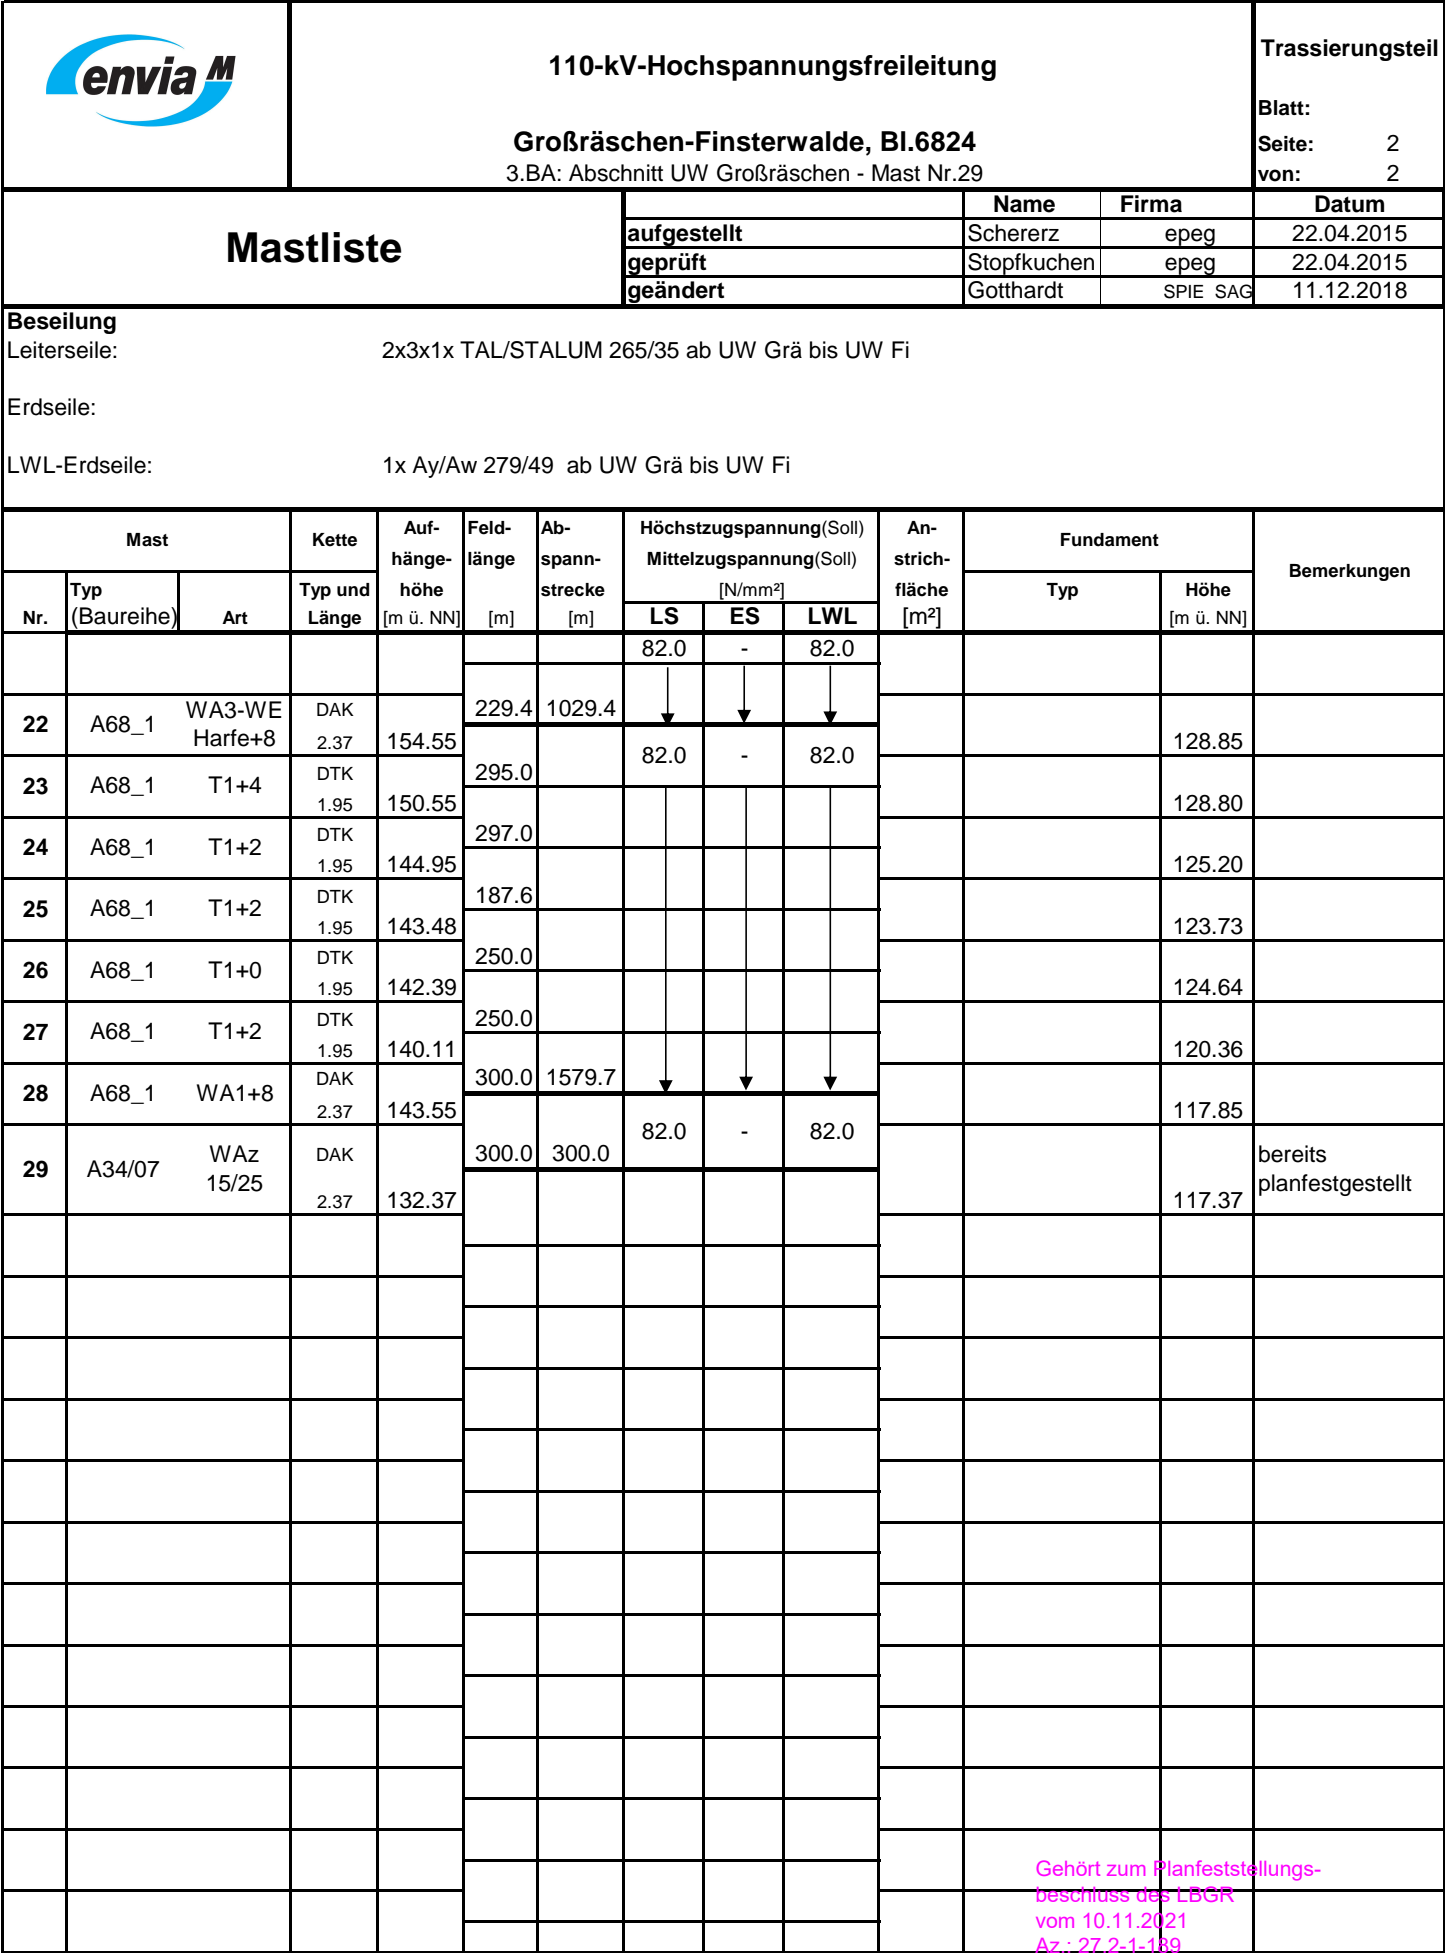 envia M
110-kV-Hochspannungsfreileitung
Großräschen-Finsterwalde, Bl.6824
3.BA: Abschnitt UW Großräschen - Mast Nr.29
Trassierungsteil
Blatt:
Seite: 2
von: 2
Mastliste
Name Firma Datum
aufgestellt Schererz epeg 22.04.2015
geprüft Stopfkuchen epeg 22.04.2015
geändert Gotthardt SPIE SAG 11.12.2018
Beseilung
Leiterseile: 2x3x1x TAL/STALUM 265/35 ab UW Grä bis UW Fi
Erdseile:
LWL-Erdseile: 1x Ay/Aw 279/49 ab UW Grä bis UW Fi
Mast Kette Auf- Feld- Ab- Höchstzugspannung(Soll) An- Fundament Bemerkungen
hänge- länge spann- Mittelzugspannung(Soll) strich-
Typ Typ und höhe strecke [N/mm²] fläche Typ Höhe
Nr. (Baureihe) Art Länge [m ü. NN] [m] [m] LS ES LWL [m²] [m ü. NN]
82.0 - 82.0
229.4 1029.4
22 A68_1 WA3-WE DAK
Harfe+8 2.37 154.55 128.85
82.0 - 82.0
295.0
23 A68_1 T1+4 DTK
1.95 150.55 128.80
297.0
24 A68_1 T1+2 DTK
1.95 144.95 125.20
187.6
25 A68_1 T1+2 DTK
1.95 143.48 123.73
250.0
26 A68_1 T1+0 DTK
1.95 142.39 124.64
250.0
27 A68_1 T1+2 DTK
1.95 140.11 120.36
300.0 1579.7
28 A68_1 WA1+8 DAK
2.37 143.55 117.85
82.0 - 82.0
300.0 300.0
29 A34/07 WAz DAK bereits
15/25 planfestgestellt
2.37 132.37 117.37
Gehört zum Planfeststellungs-
beschluss des LBGR
vom 10.11.2021
Az.: 27.2-1-189